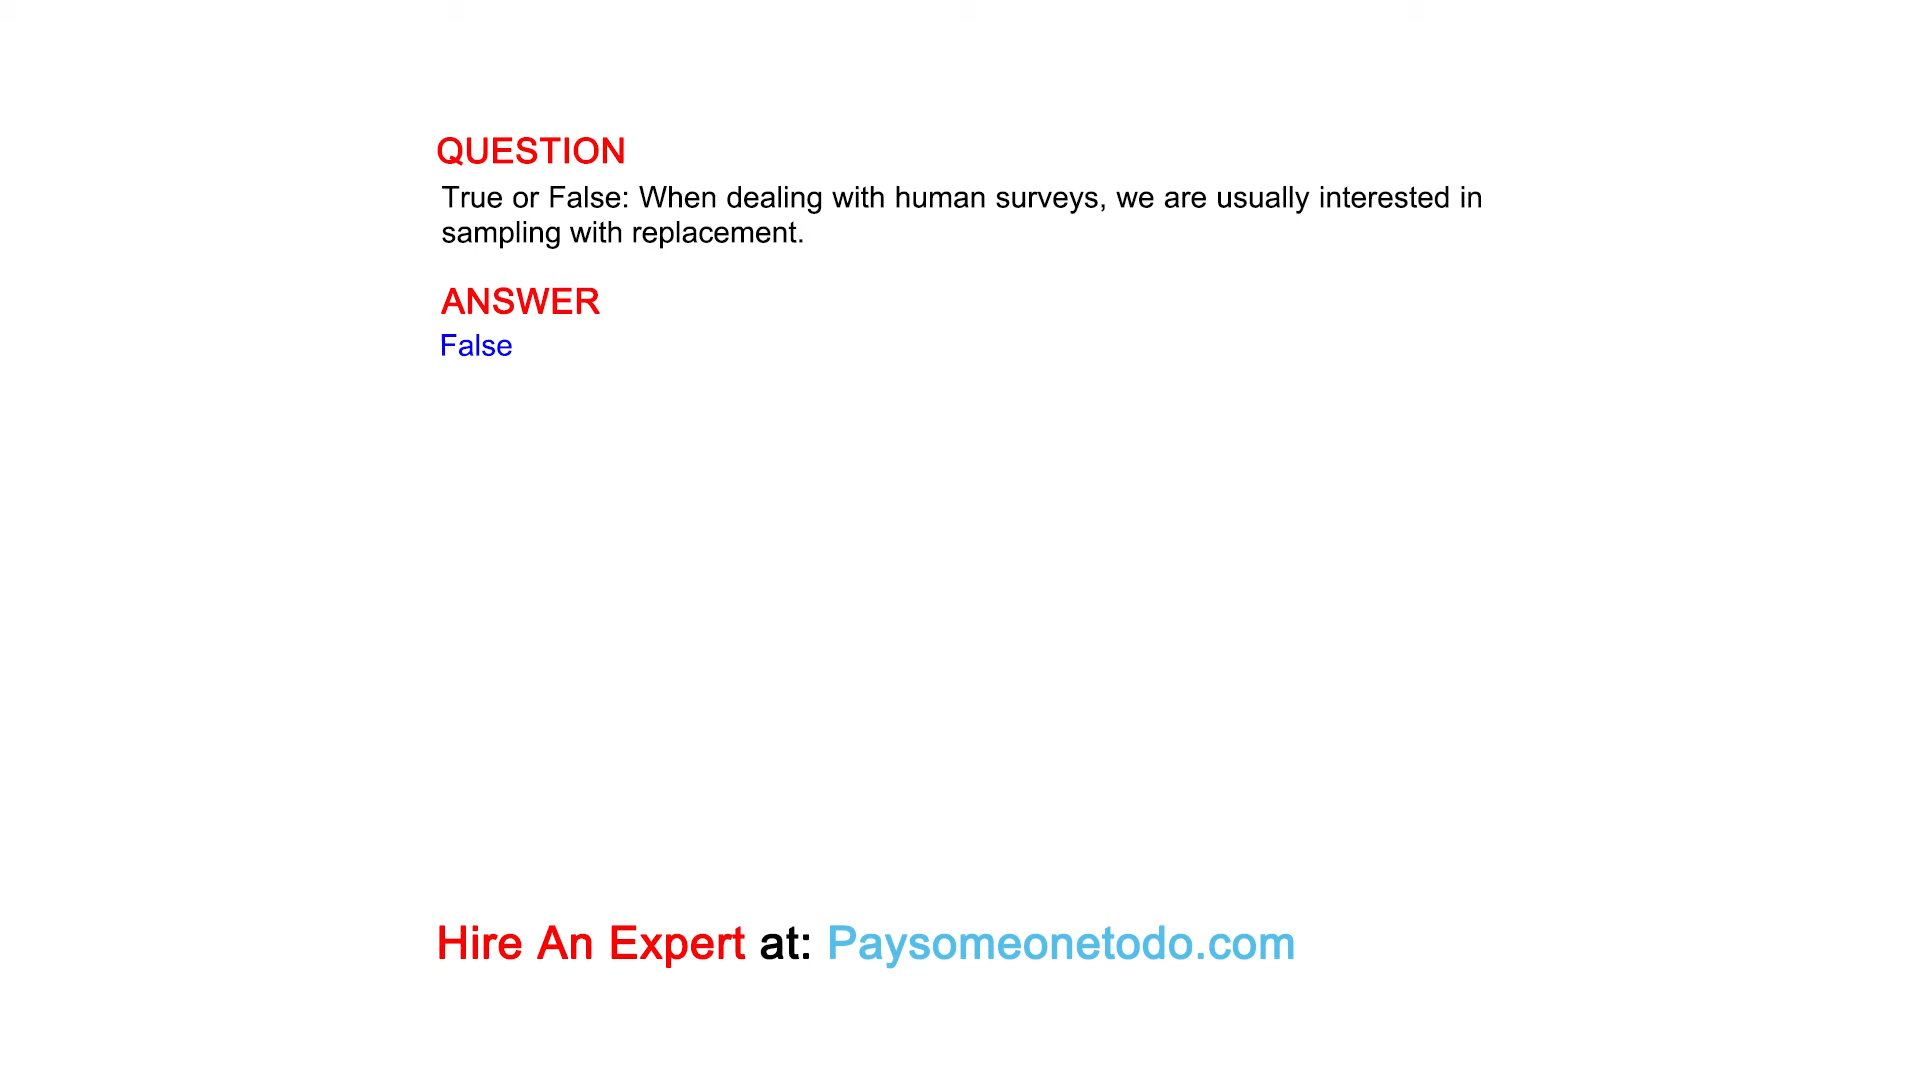 QUESTION
True or False: When dealing with human surveys, we are usually interested in
sampling with replacement.
ANSWER
False
Hire An Expert at: Paysomeonetodo.com